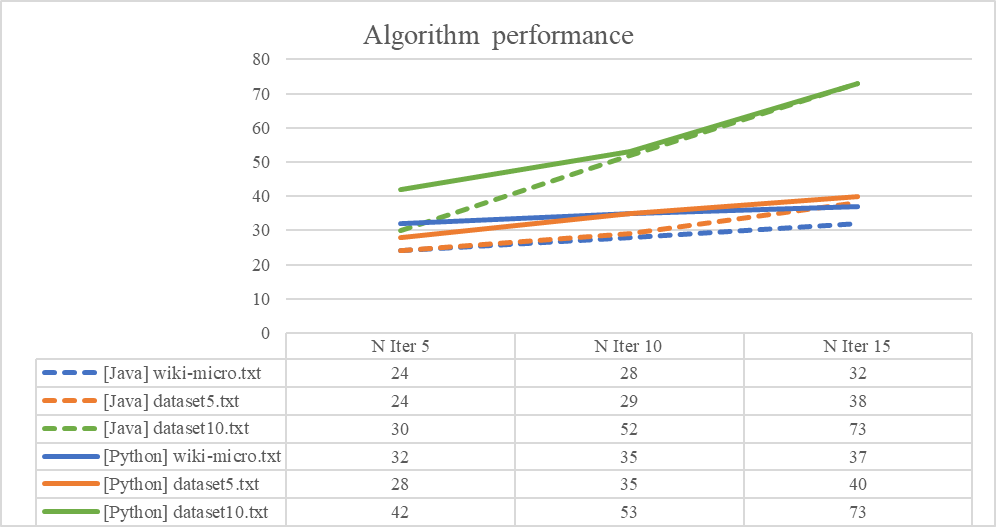 Algorithm performance
80
70
60
50
40
30
20
10
0
N Iter 5 N Iter 10 N Iter 15
[Java] wiki-micro.txt 24 28 32
[Java] dataset5.txt 24 29 38
[Java] dataset10.txt 30 52 73
[Python] wiki-micro.txt 32 35 37
[Python] dataset5.txt 28 35 40
[Python] dataset10.txt 42 53 73